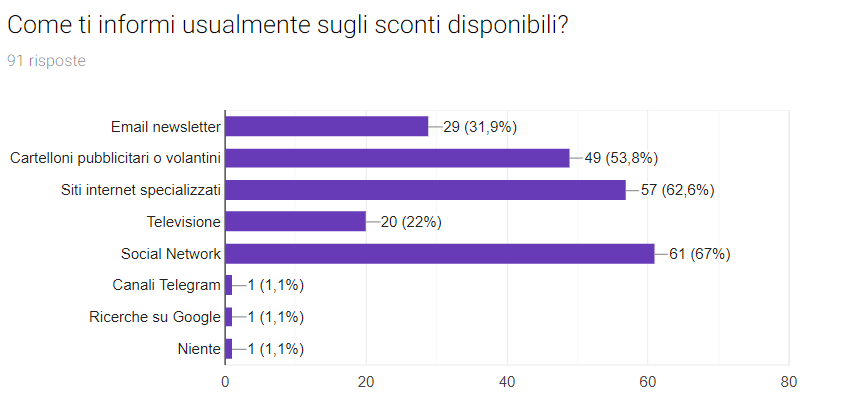 Come ti informi usualmente sugli sconti disponibili?
91 risposte
Email newsletter 29 (31,9%)
Cartelloni pubblicitari o volantini 49 (53,8%)
Siti internet specializzati 57 (62,6%)
Televisione 20 (22%)
Social Network 61 (67%)
Canali Telegram 1 (1,1%)
Ricerche su Google 1 (1,1%)
Niente 1 (1,1%)
0 20 40 60 80